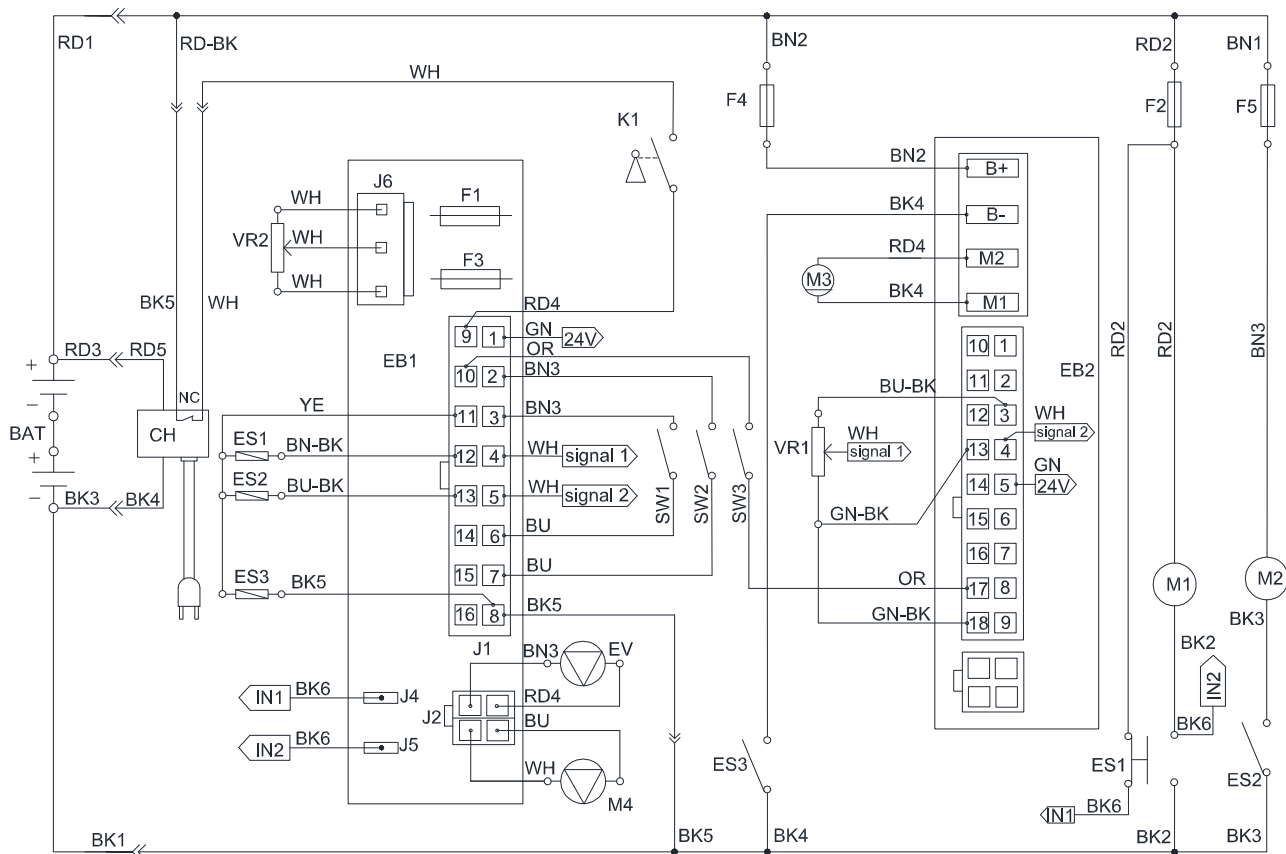 RD1
RD-BK
BN2
RD2
BN1
WH
F4
F2
F5
K1
BN2
B+
J6
WH
F1
BK4
B-
VR2
WH
RD4
M2
F3
M3
WH
BK4
M1
BK5
WH
RD4
RD2
RD2
BN3
9
1
GN
24V
OR
10
1
RD3
RD5
EB1
10
2
BN3
11
2
EB2
+
NC
BU-BK
YE
11
3
BN3
12
3
WH
signal 2
BAT
CH
ES1
BN-BK
12
4
WH
signal 1
VR1
WH
signal 1
13
4
+
ES2
BU-BK
13
5
WH
signal 2
SW1
SW2
SW3
14
5
GN
24V
-
-
BK3
BK4
14
6
BU
GN-BK
15
6
15
7
BU
16
7
ES3
BK5
OR
17
8
M1
M2
16
8
BK5
GN-BK
18
9
BK3
J1
BN3
EV
BK2
IN1
BK6
J4
J2
RD4
IN2
BU
BK6
IN2
BK6
J5
WH
M4
ES3
ES1
ES2
IN1
BK6
BK1
BK5
BK4
BK2
BK3